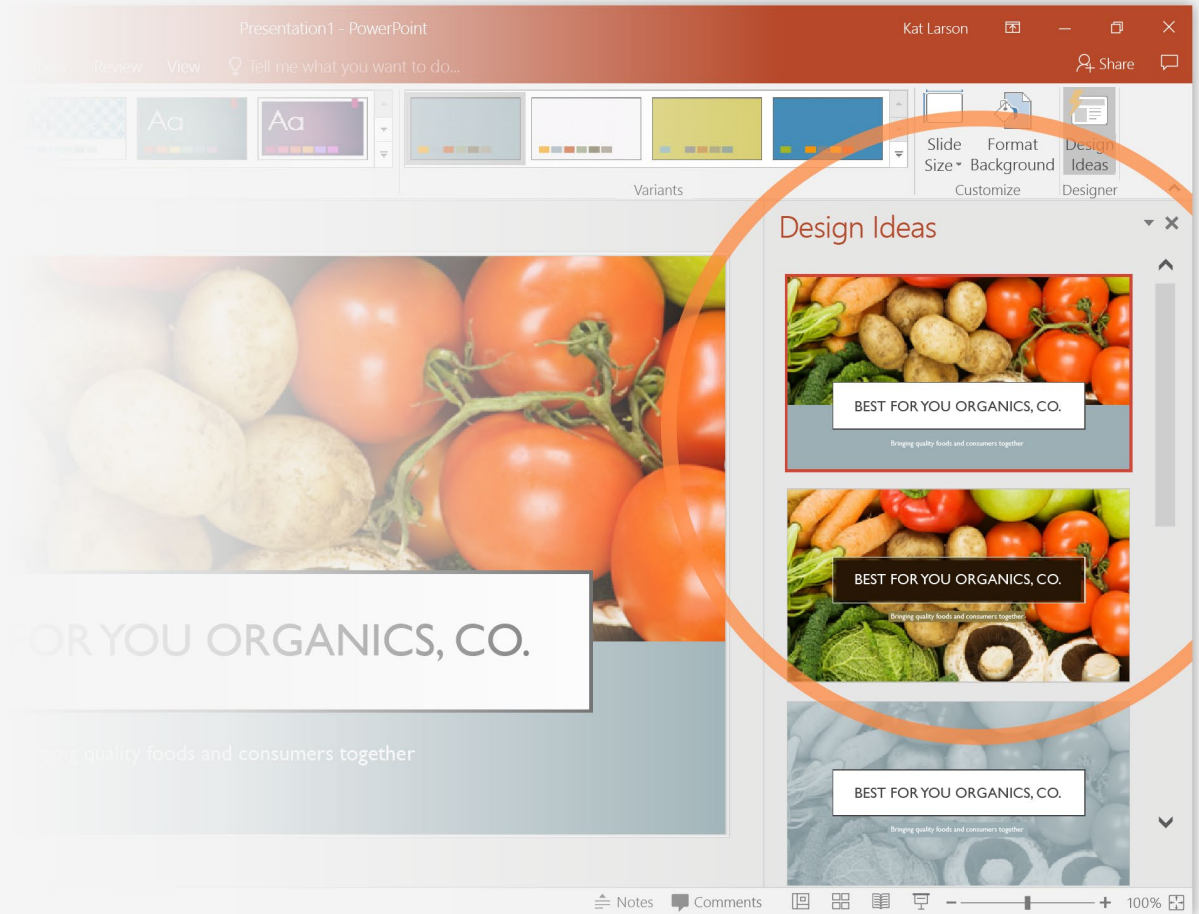 Presentation1 - PowerPoint
Kat Larson
Review
View
Tell me what you want to do...
Share
Aa
Aa
Slide Size
Format Background
Design Ideas
Variants
Customize
Designer
Design Ideas
BEST FOR YOU ORGANICS, CO.
Bringing quality foods and consumers together
BEST FOR YOU ORGANICS, CO.
Bringing quality foods and consumers together
BEST FOR YOU ORGANICS, CO.
Bringing quality foods and consumers together
FOR YOU ORGANICS, CO.
quality foods and consumers together
Notes
Comments
100%